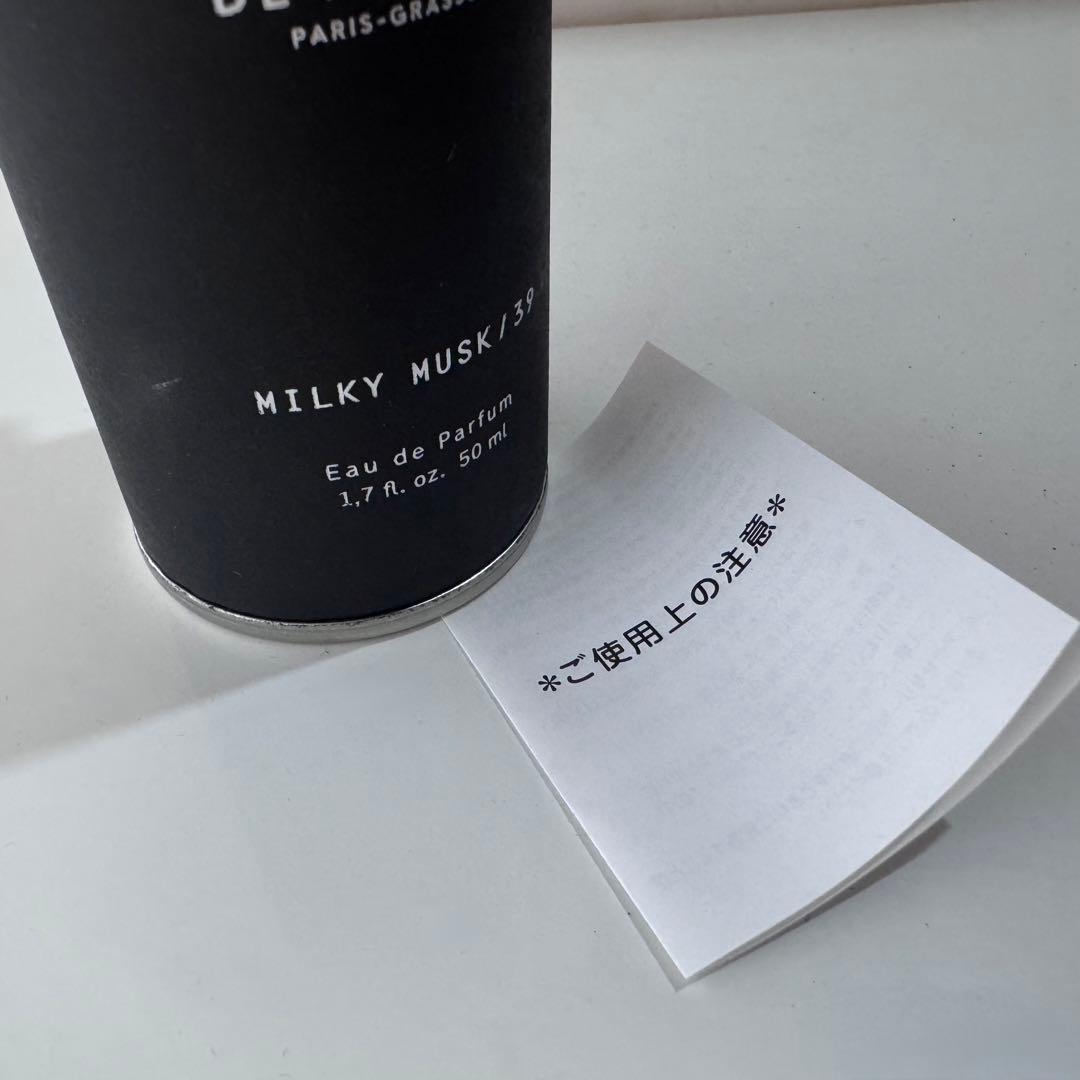 PARIS-GRASS
MILKY MUSK/39
Eau de Parfum
1,7 fl. oz. 50 ml
*ご使用上の注意*